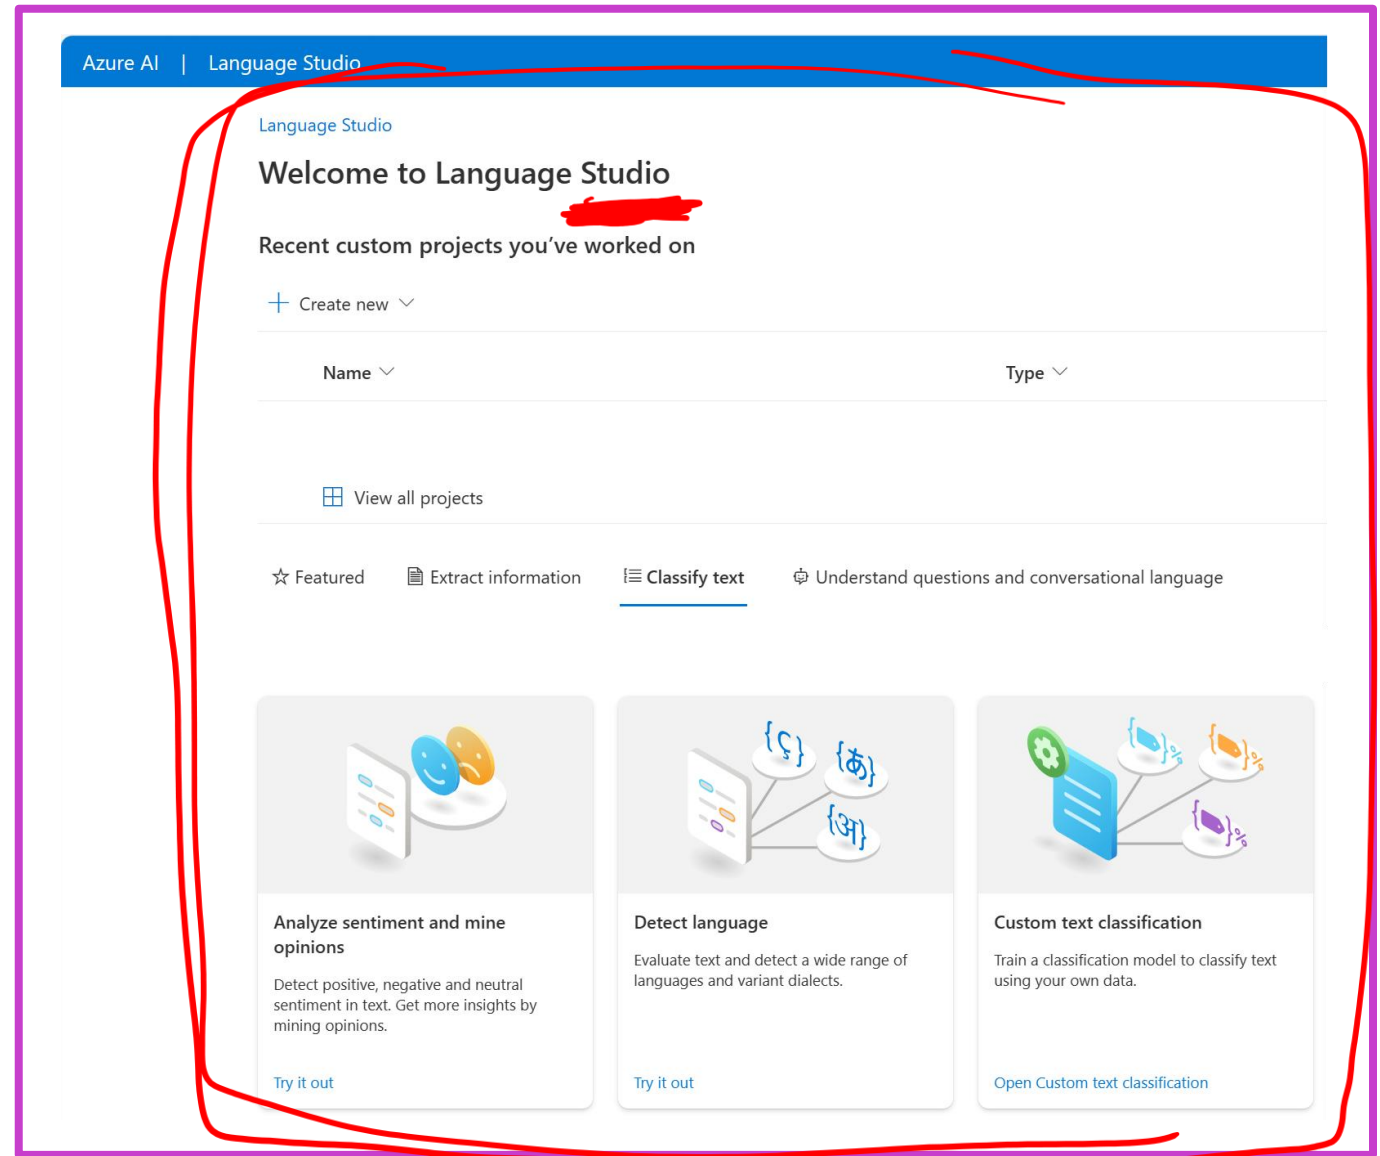 Azure AI | Language Studio
Language Studio
Welcome to Language Studio
Recent custom projects you've worked on
Create new
Name Type
View all projects
Featured Extract information Classify text Understand questions and conversational language
{ç} {あ}
{अ}
{ }% { }%
{ }%
Analyze sentiment and mine
opinions
Detect positive, negative and neutral
sentiment in text. Get more insights by
mining opinions.
Try it out
Detect language
Evaluate text and detect a wide range of
languages and variant dialects.
Try it out
Custom text classification
Train a classification model to classify text
using your own data.
Open Custom text classification